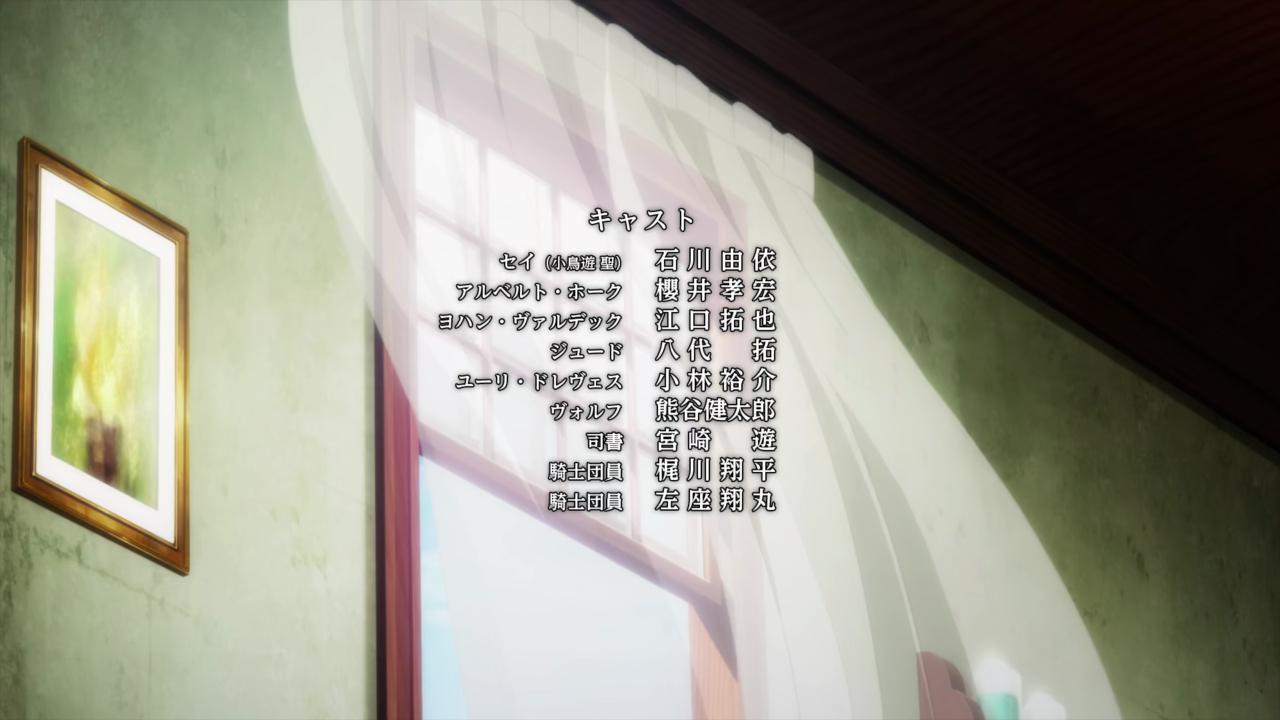 キャスト
セイ（小鳥遊 聖） 石川由依
アルベルト・ホーク 櫻井孝宏
ヨハン・ヴァルデック 江口拓也
ジュード 八代 拓
ユーリ・ドレヴェス 小林裕介
ヴォルフ 熊谷健太郎
司書 宮崎 遊
騎士団員 梶川翔平
騎士団員 左座翔丸